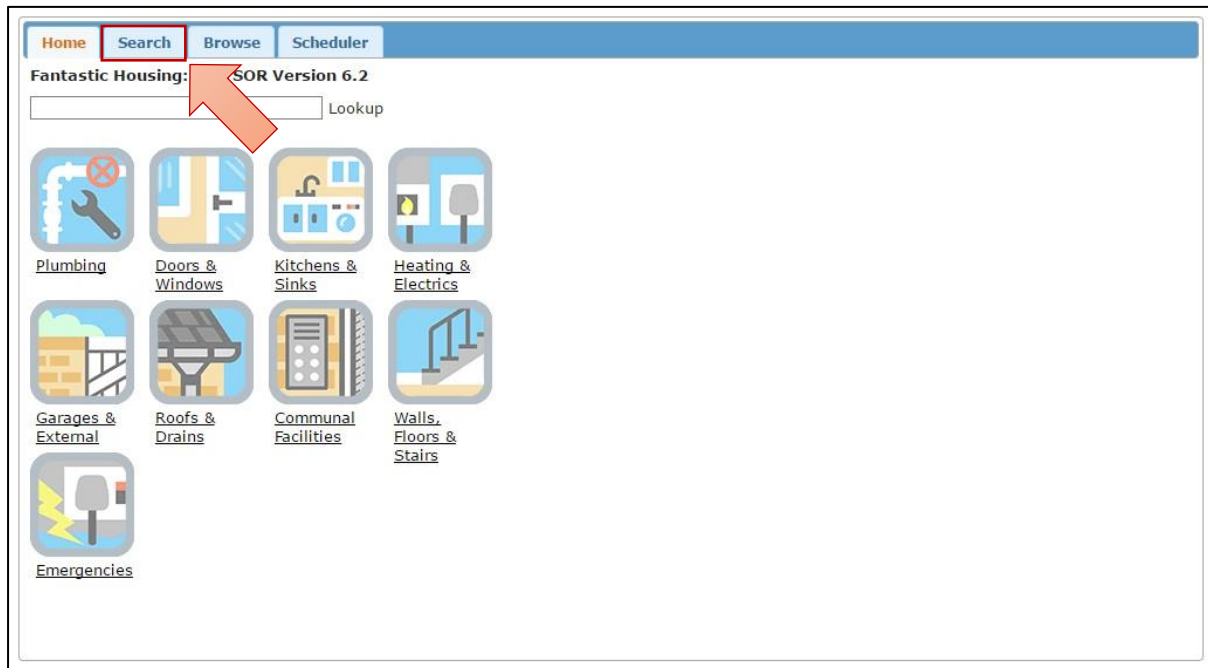 Home Search Browse Scheduler
Fantastic Housing: SOR Version 6.2
Lookup
Plumbing
Doors &
Windows
Kitchens &
Sinks
Heating &
Electrics
Garages &
External
Roofs &
Drains
Communal
Facilities
Walls,
Floors &
Stairs
Emergencies